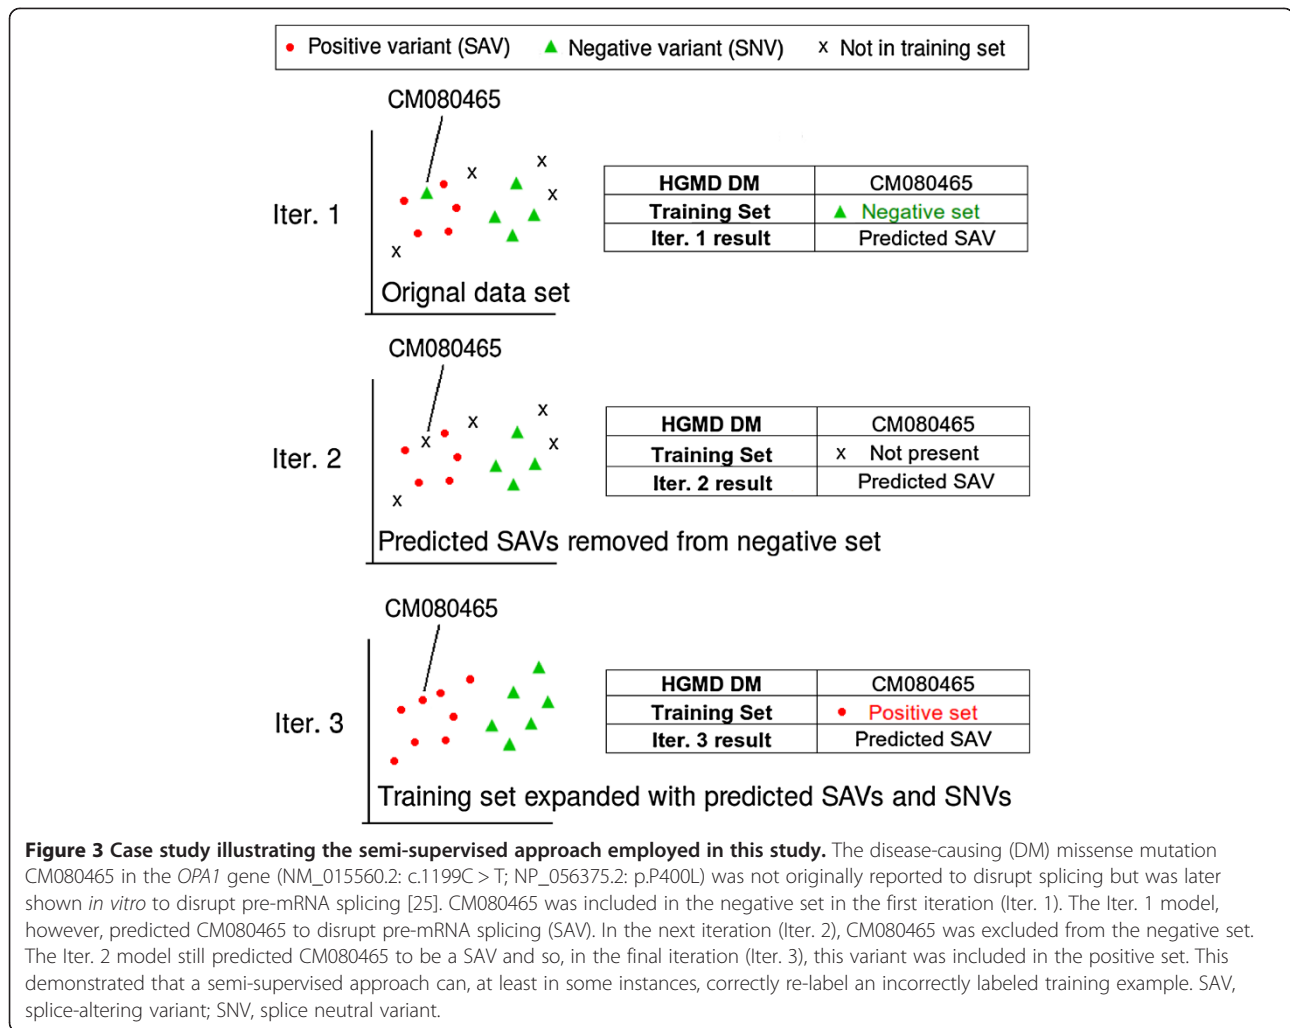 Positive variant (SAV) Negative variant (SNV) x Not in training set
CM080465
x
x
x
x
Iter. 1
Orignal data set
HGMD DM CM080465
Training Set Negative set
Iter. 1 result Predicted SAV
CM080465
x
x
x
x
x
Iter. 2
Predicted SAVs removed from negative set
HGMD DM CM080465
Training Set x Not present
Iter. 2 result Predicted SAV
CM080465
Iter. 3
Training set expanded with predicted SAVs and SNVs
HGMD DM CM080465
Training Set Positive set
Iter. 3 result Predicted SAV
Figure 3 Case study illustrating the semi-supervised approach employed in this study. The disease-causing (DM) missense mutation
CM080465 in the OPA1 gene (NM_015560.2: c.1199C > T; NP_056375.2: p.P400L) was not originally reported to disrupt splicing but was later
shown in vitro to disrupt pre-mRNA splicing [25]. CM080465 was included in the negative set in the first iteration (Iter. 1). The Iter. 1 model,
however, predicted CM080465 to disrupt pre-mRNA splicing (SAV). In the next iteration (Iter. 2), CM080465 was excluded from the negative set.
The Iter. 2 model still predicted CM080465 to be a SAV and so, in the final iteration (Iter. 3), this variant was included in the positive set. This
demonstrated that a semi-supervised approach can, at least in some instances, correctly re-label an incorrectly labeled training example. SAV,
splice-altering variant; SNV, splice neutral variant.